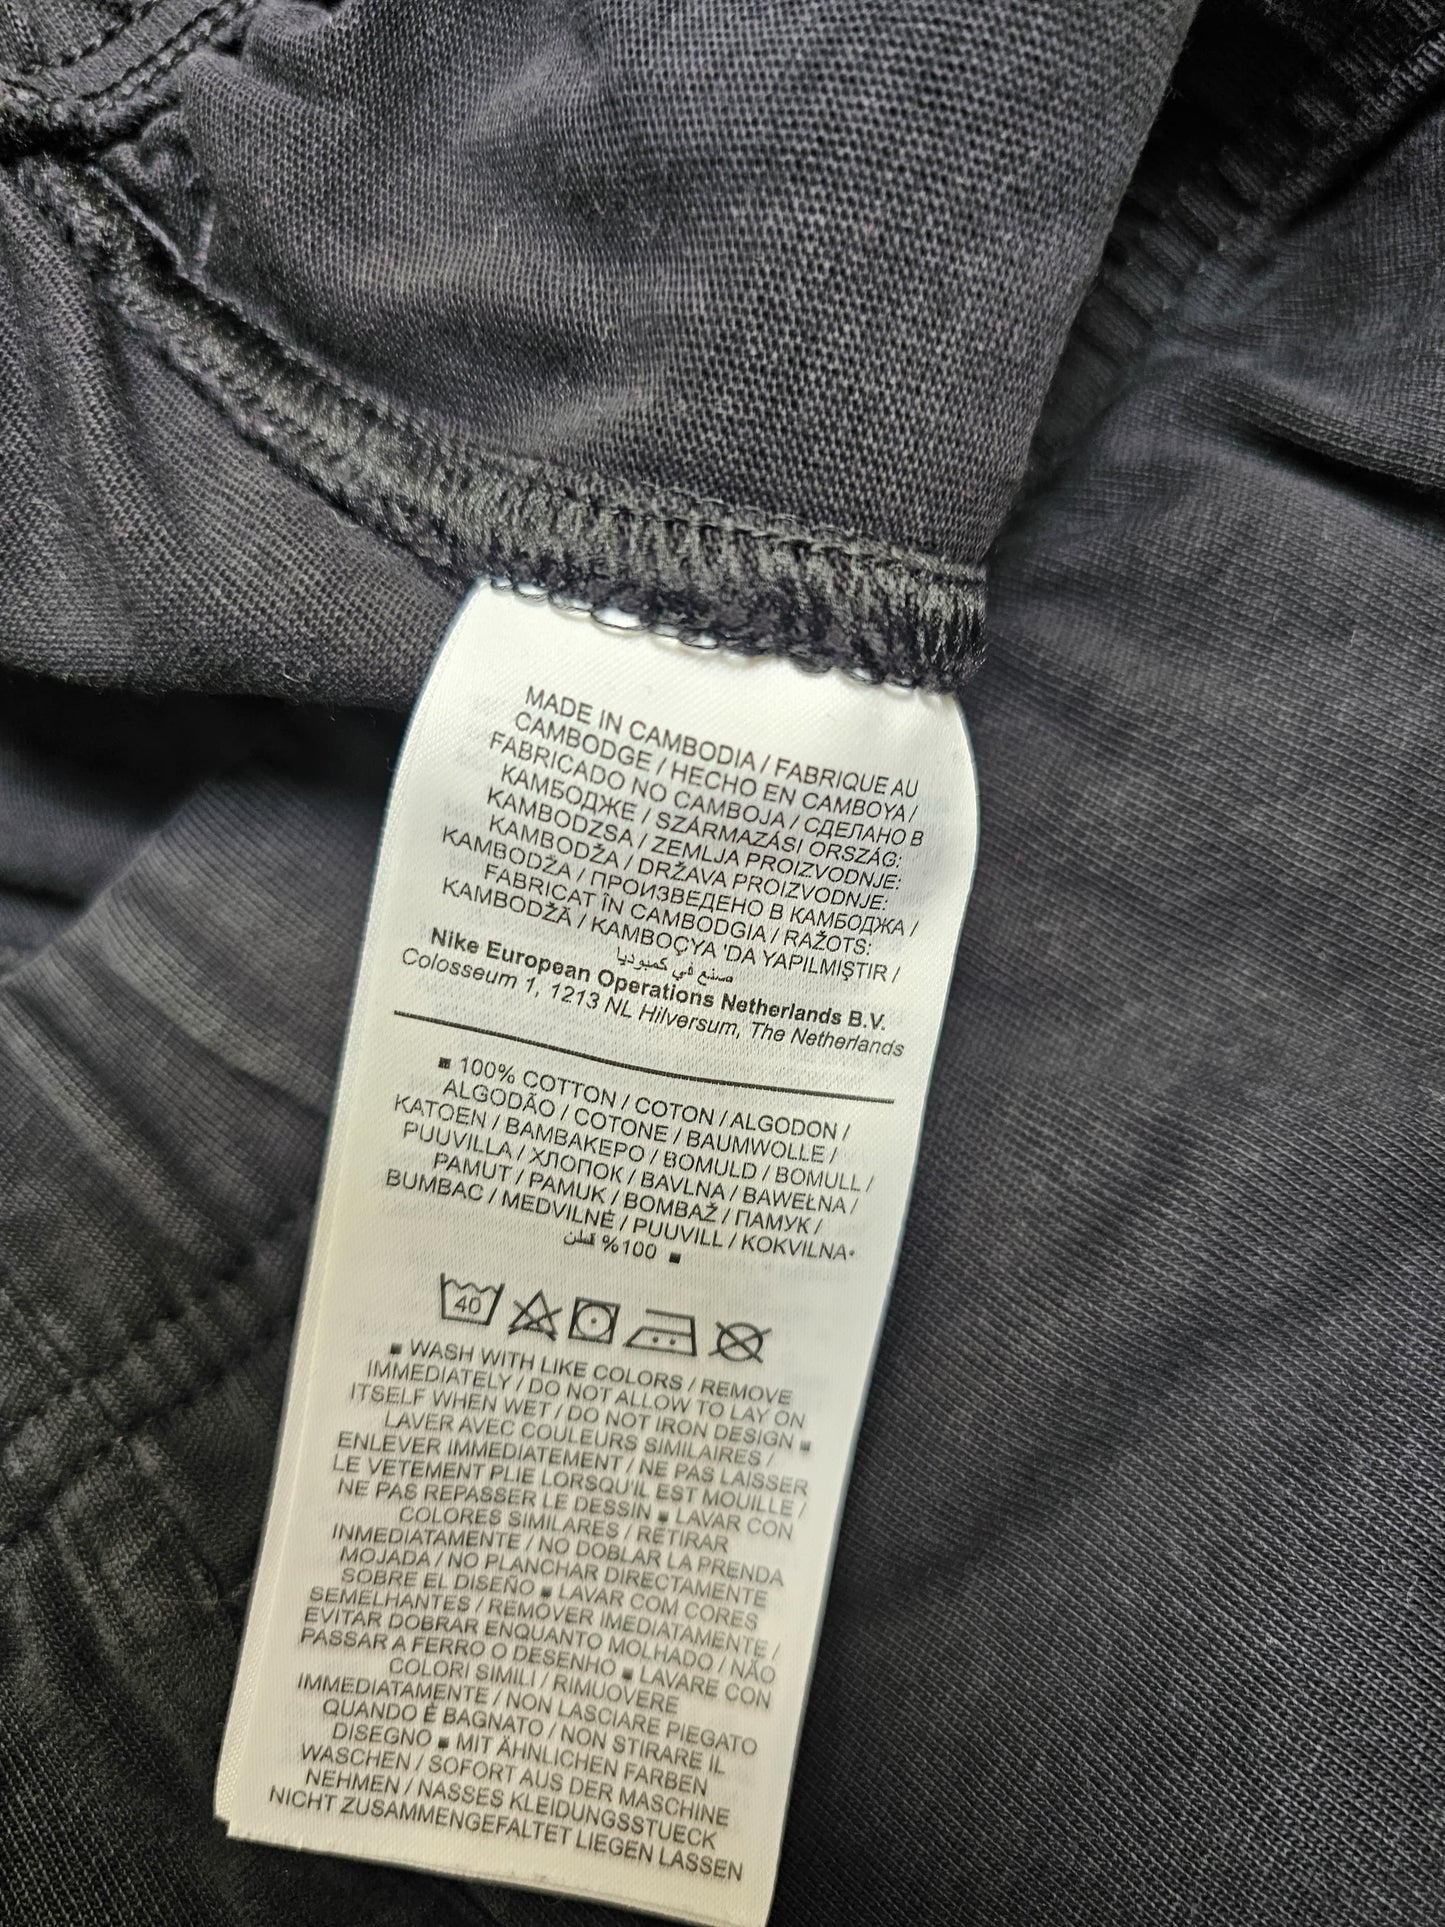 MADE IN CAMBODIA / FABRIQUE AU
CAMBODGE / HECHO EN CAMBOYA /
FABRICADO NO CAMBOJA / СДЕЛАНО В
КАМБОДЖЕ / SZÁRMAZÁSI ORSZÁG:
KAMBODZSA / ZEMLJA PROIZVODNJE:
KAMBODŽA / DRŽAVA PROIZVODNJE:
KAMBODŽA / ПРОИЗВЕДЕНО В КАМБОДЖА /
FABRICAT ÎN CAMBODGIA / RAŽOTS:
KAMBODŽĀ / KAMBOÇYA 'DA YAPILMIŞTIR /
صنع في كمبوديا
Nike European Operations Netherlands B.V.
Colosseum 1, 1213 NL Hilversum, The Netherlands
■ 100% COTTON / COTON / ALGODON /
ALGODÃO / COTONE / BAUMWOLLE /
KATOEN / ΒΑΜΒΑΚΕΡΟ / BOMULD / BOMULL /
PUUVILLA / ХЛОПОК / BAVLNA / BAWEŁNA /
PAMUT / PAMUK / BOMBAŽ / ПАМУК /
BUMBAC / MEDVILNĖ / PUUVILL / KOKVILNA•
100% قطن ■
40
■ WASH WITH LIKE COLORS / REMOVE
IMMEDIATELY / DO NOT ALLOW TO LAY ON
ITSELF WHEN WET / DO NOT IRON DESIGN ■
LAVER AVEC COULEURS SIMILAIRES /
ENLEVER IMMEDIATEMENT / NE PAS LAISSER
LE VETEMENT PLIE LORSQU'IL EST MOUILLE /
NE PAS REPASSER LE DESSIN ■ LAVAR CON
COLORES SIMILARES / RETIRAR
INMEDIATAMENTE / NO DOBLAR LA PRENDA
MOJADA / NO PLANCHAR DIRECTAMENTE
SOBRE EL DISEÑO ■ LAVAR COM CORES
SEMELHANTES / REMOVER IMEDIATAMENTE /
EVITAR DOBRAR ENQUANTO MOLHADO / NÃO
PASSAR A FERRO O DESENHO ■ LAVARE CON
COLORI SIMILI / RIMUOVERE
IMMEDIATAMENTE / NON LASCIARE PIEGATO
QUANDO È BAGNATO / NON STIRARE IL
DISEGNO ■ MIT ÄHNLICHEN FARBEN
WASCHEN / SOFORT AUS DER MASCHINE
NEHMEN / NASSES KLEIDUNGSSTUECK
NICHT ZUSAMMENGEFALTET LIEGEN LASSEN